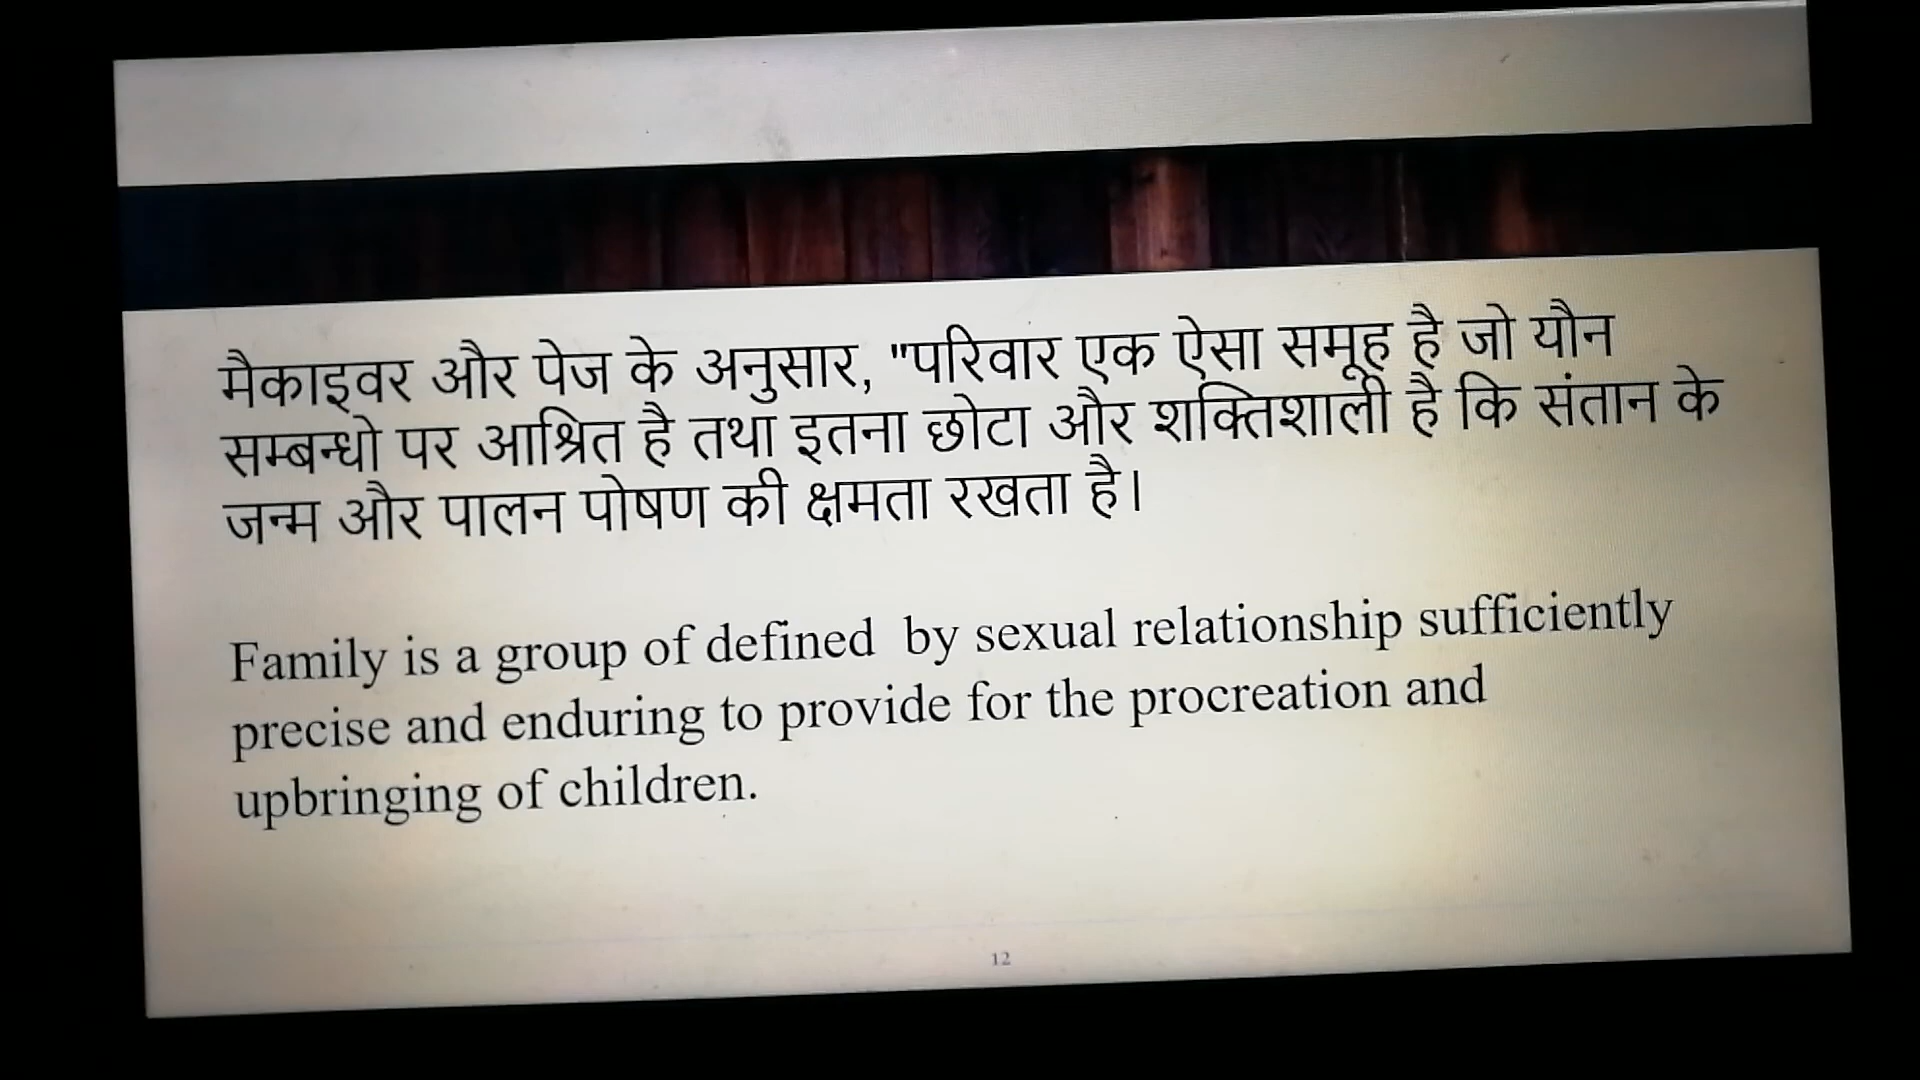 मैकाइवर और पेज के अनुसार, "परिवार एक ऐसा समूह है जो यौन
सम्बन्धो पर आश्रित है तथा इतना छोटा और शक्तिशाली है कि संतान के
जन्म और पालन पोषण की क्षमता रखता है।
Family is a group of defined by sexual relationship sufficiently
precise and enduring to provide for the procreation and
upbringing of children.
12